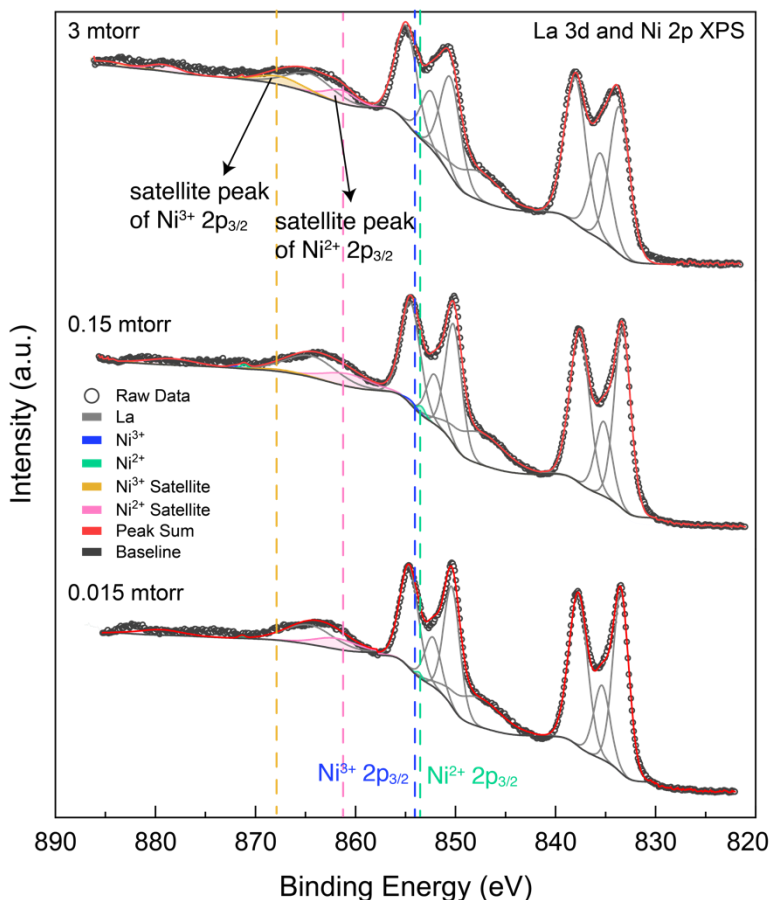 3 mtorr
La 3d and Ni 2p XPS
satellite peak
of Ni³⁺ 2p₃/₂
satellite peak
of Ni²⁺ 2p₃/₂
0.15 mtorr
Raw Data
La
Ni³⁺
Ni²⁺
Ni³⁺ Satellite
Ni²⁺ Satellite
Peak Sum
Baseline
0.015 mtorr
Ni³⁺ 2p₃/₂
Ni²⁺ 2p₃/₂
Intensity (a.u.)
890 880 870 860 850 840 830 820
Binding Energy (eV)